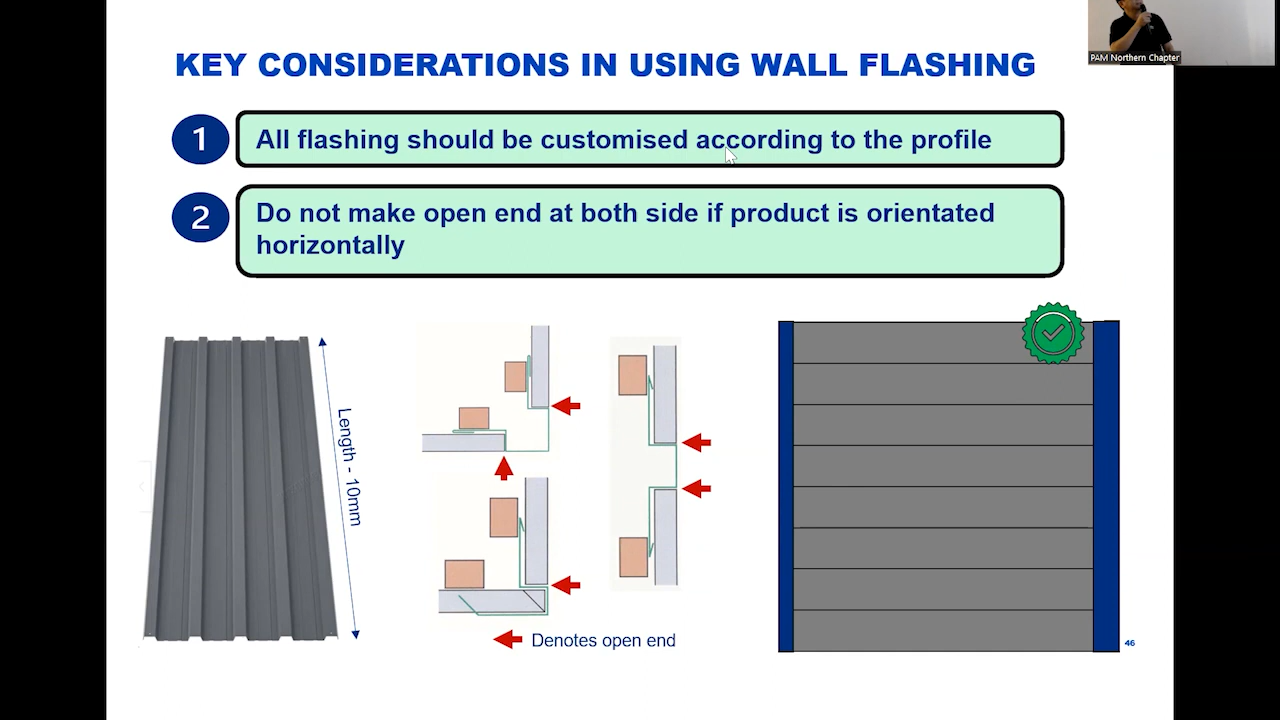 PAM Northern Chapter
KEY CONSIDERATIONS IN USING WALL FLASHING
1
All flashing should be customised according to the profile
2
Do not make open end at both side if product is orientated
horizontally
Length - 10mm
Denotes open end
46